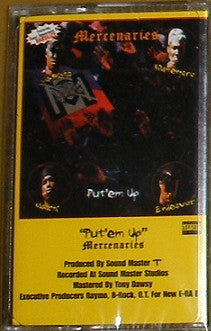 Mercenaries
Put'em Up
Endeavor
"Put'em Up"
Mercenaries
Produced By Sound Master "T"
Recorded At Sound Master Studios
Mastered By Tony Dawsy
Executive Producers Raymo, B-Rock, O.T. For New E-RA